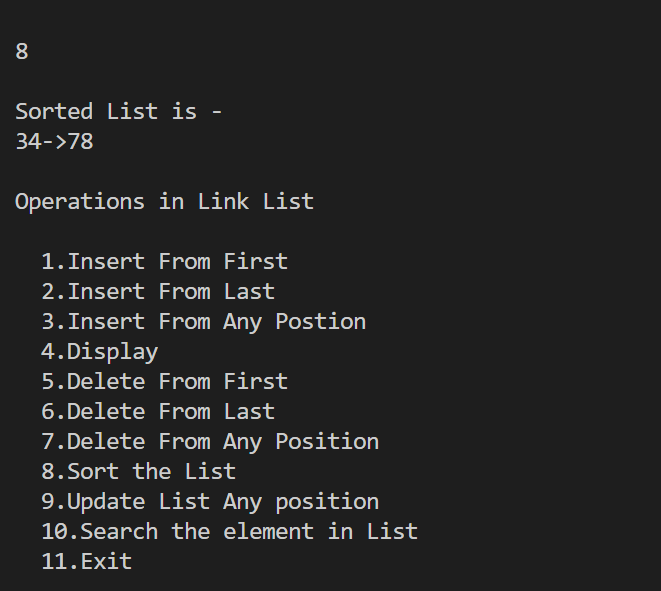 8
Sorted List is -
34->78
Operations in Link List
1.Insert From First
2.Insert From Last
3.Insert From Any Postion
4.Display
5.Delete From First
6.Delete From Last
7.Delete From Any Position
8.Sort the List
9.Update List Any position
10.Search the element in List
11.Exit